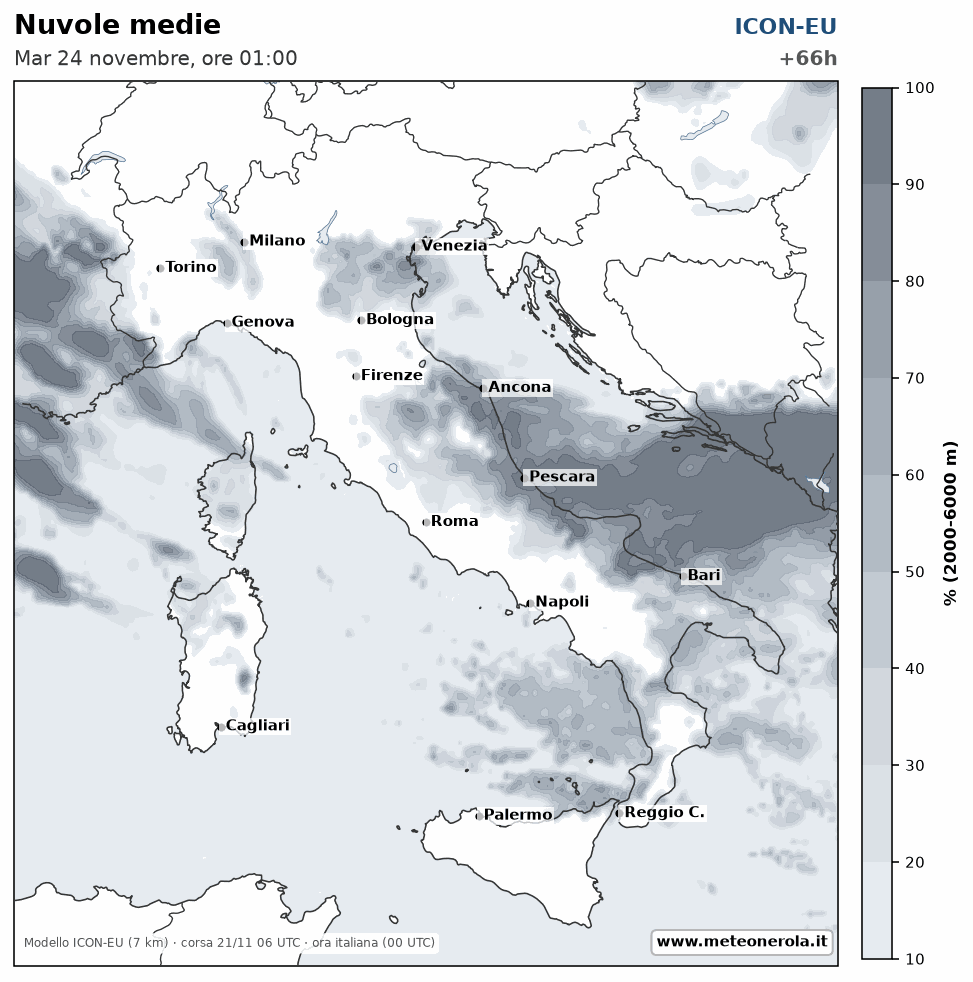 Nuvole medie
ICON-EU
Mar 24 novembre, ore 01:00
+66h
100
90
80
70
60
50
40
30
20
10
% (2000-6000 m)
Milano
Venezia
Torino
Genova
Bologna
Firenze
Ancona
Pescara
Roma
Bari
Napoli
Cagliari
Palermo
Reggio C.
Modello ICON-EU (7 km) · corsa 21/11 06 UTC · ora italiana (00 UTC)
www.meteonerola.it